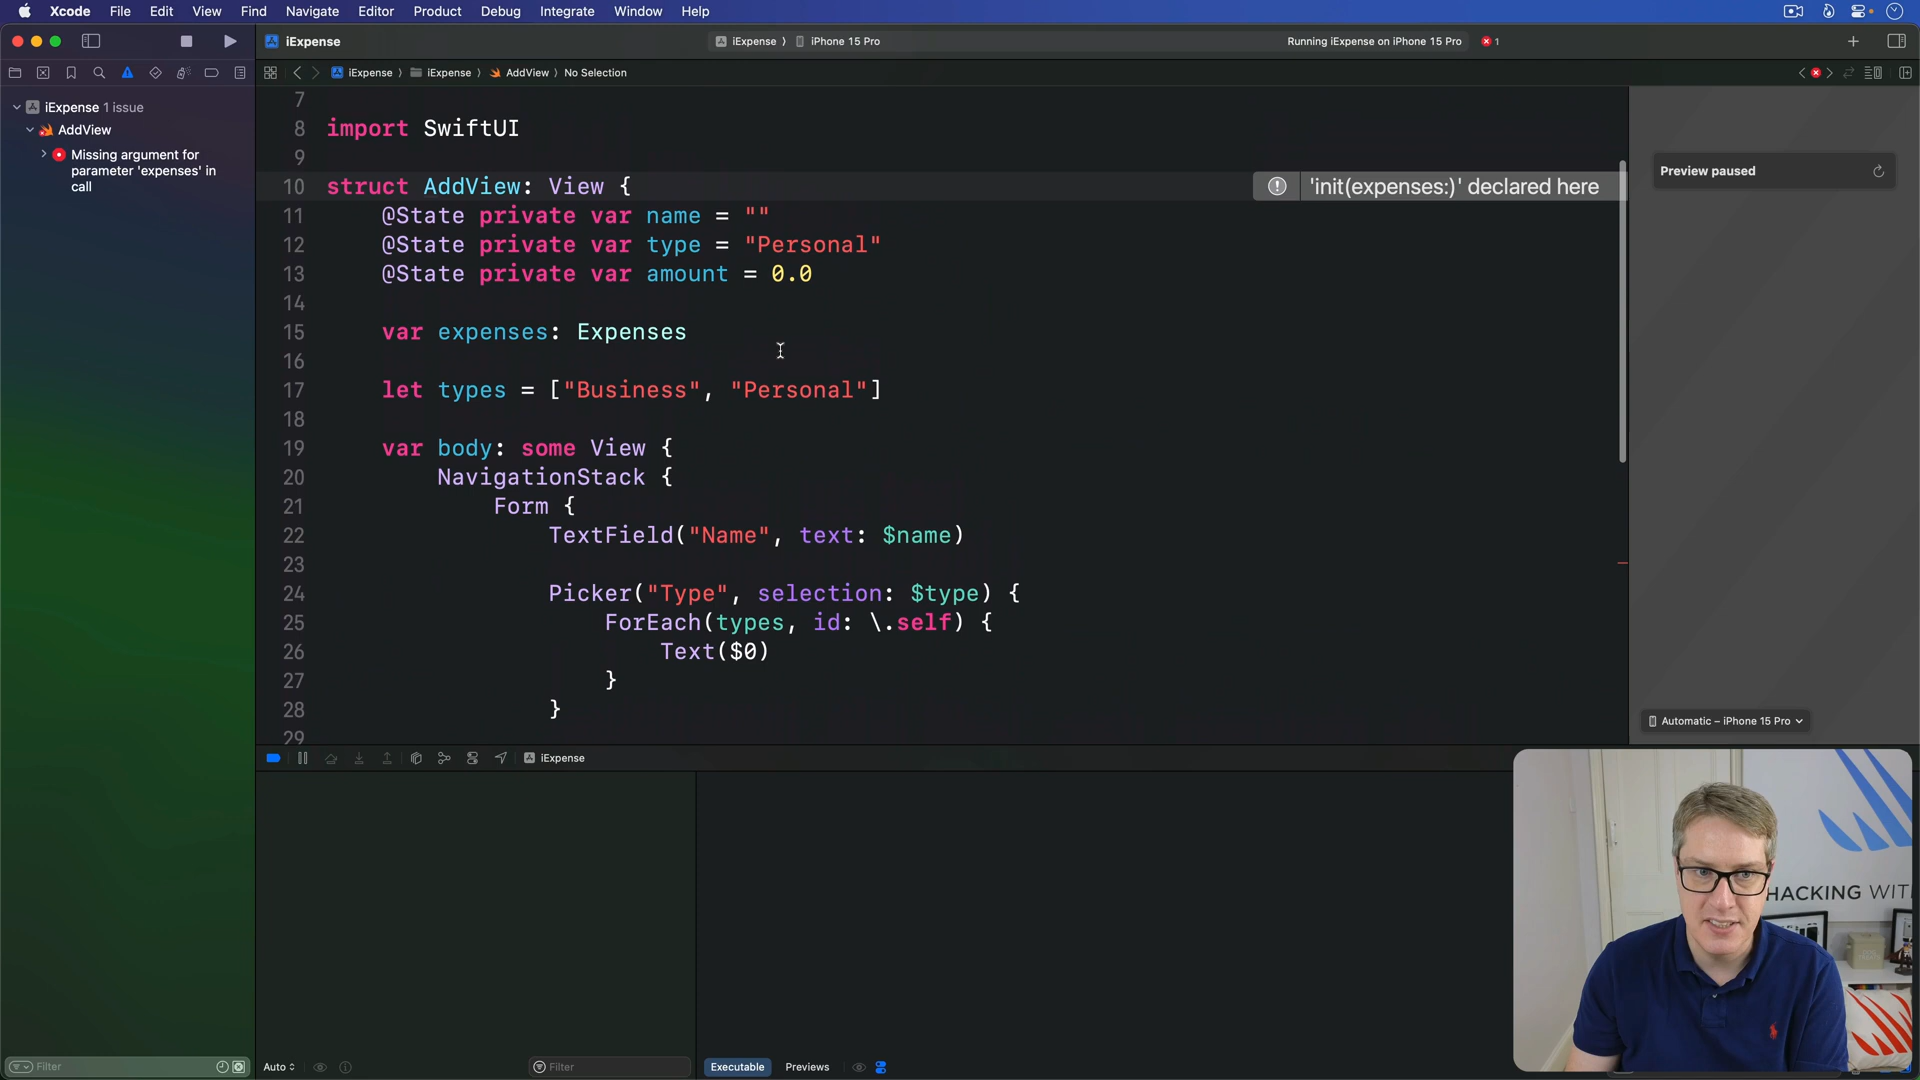 Xcode File Edit View Find Navigate Editor Product Debug Integrate Window Help
iExpense
iExpense iPhone 15 Pro
Running iExpense on iPhone 15 Pro 1
iExpense iExpense AddView No Selection
iExpense 1 issue
AddView
Missing argument for
parameter 'expenses' in
call
7
8 import SwiftUI
9
10 struct AddView: View {
'init(expenses:)' declared here
11 @State private var name = ""
12 @State private var type = "Personal"
13 @State private var amount = 0.0
14
15 var expenses: Expenses
16
17 let types = ["Business", "Personal"]
18
19 var body: some View {
20 NavigationStack {
21 Form {
22 TextField("Name", text: $name)
23
24 Picker("Type", selection: $type) {
25 ForEach(types, id: \.self) {
26 Text($0)
27 }
28 }
29
Preview paused
Automatic – iPhone 15 Pro
iExpense
HACKING WIT
Filter
Auto
Filter
Executable Previews